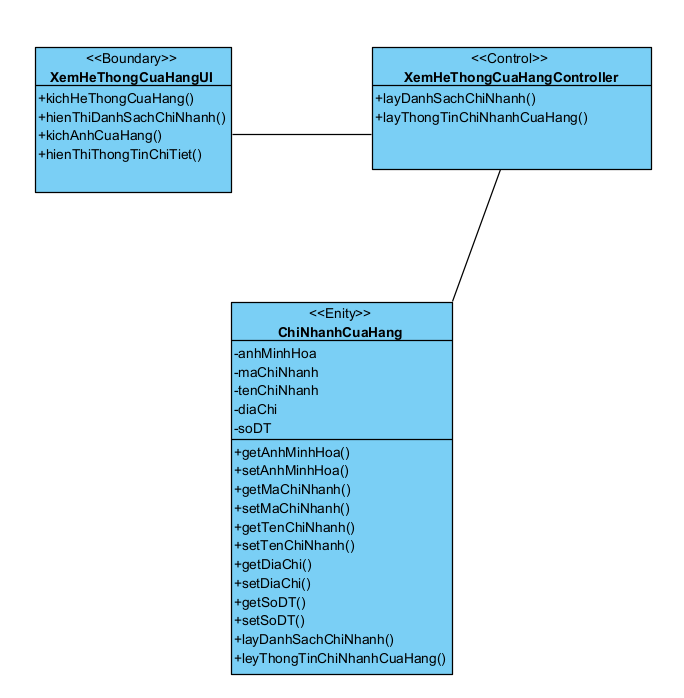 <<Boundary>>
XemHeThongCuaHangUI
+kichHeThongCuaHang()
+hienThiDanhSachChiNhanh()
+kichAnhCuaHang()
+hienThiThongTinChiTiet()
<<Control>>
XemHeThongCuaHangController
+layDanhSachChiNhanh()
+layThongTinChiNhanhCuaHang()
<<Enity>>
ChiNhanhCuaHang
-anhMinhHoa
-maChiNhanh
-tenChiNhanh
-diaChi
-soDT
+getAnhMinhHoa()
+setAnhMinhHoa()
+getMaChiNhanh()
+setMaChiNhanh()
+getTenChiNhanh()
+setTenChiNhanh()
+getDiaChi()
+setDiaChi()
+getSoDT()
+setSoDT()
+layDanhSachChiNhanh()
+leyThongTinChiNhanhCuaHang()